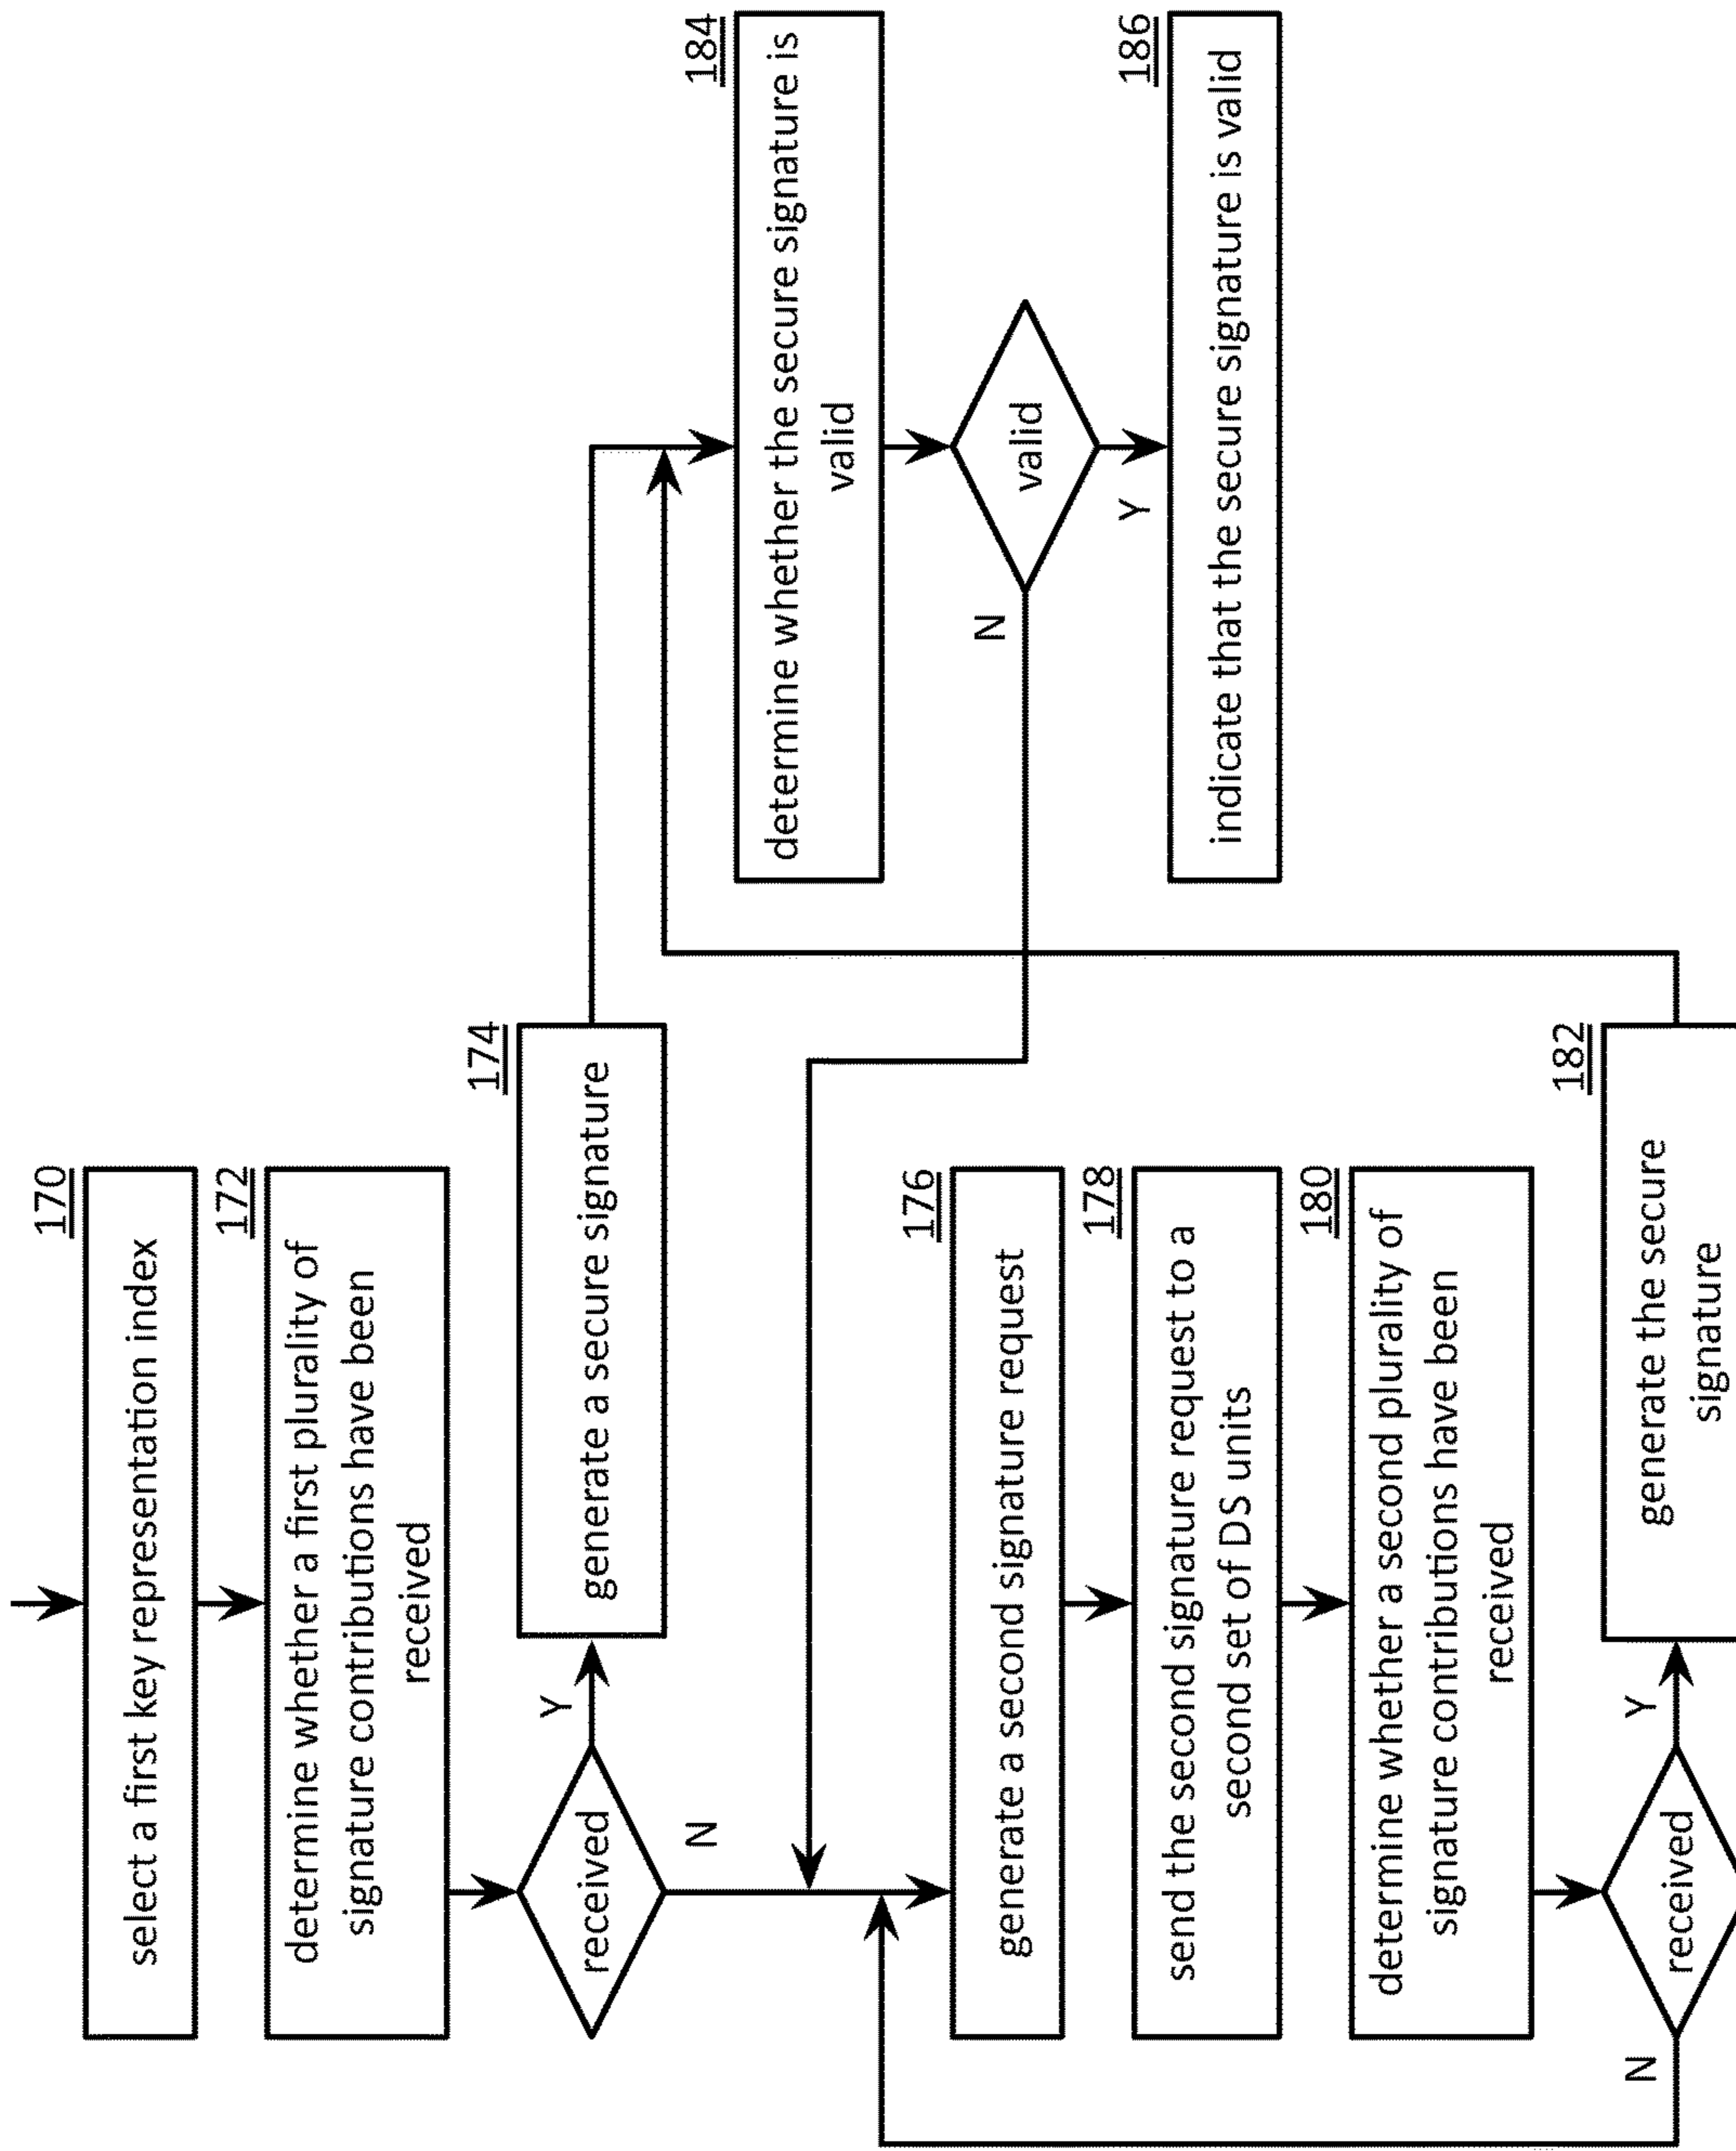 170
select a first key representation index
172
determine whether a first plurality of
signature contributions have been
received
received
Y
N
174
generate a secure signature
176
generate a second signature request
178
send the second signature request to a
second set of DS units
180
determine whether a second plurality of
signature contributions have been
received
received
Y
N
182
generate the secure
signature
184
determine whether the secure signature is
valid
valid
N
Y
186
indicate that the secure signature is valid